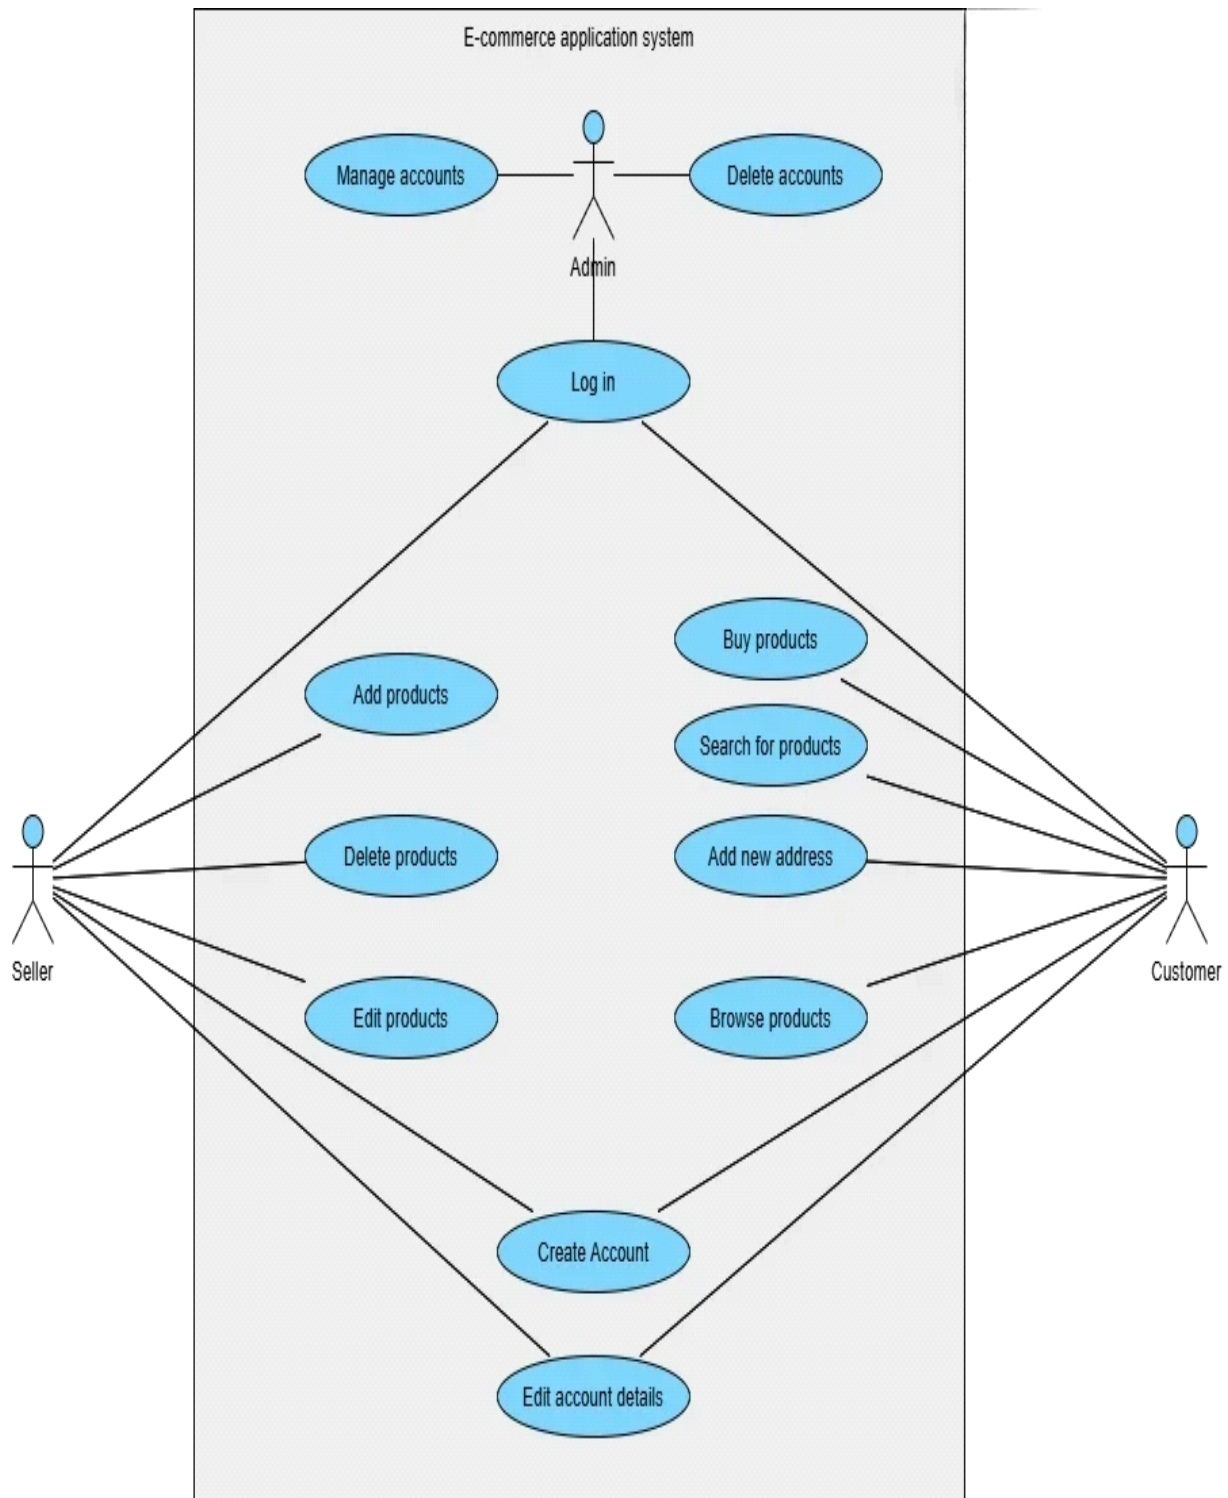 E-commerce application system
Manage accounts
Delete accounts
Admin
Log in
Buy products
Add products
Search for products
Delete products
Add new address
Seller
Customer
Edit products
Browse products
Create Account
Edit account details